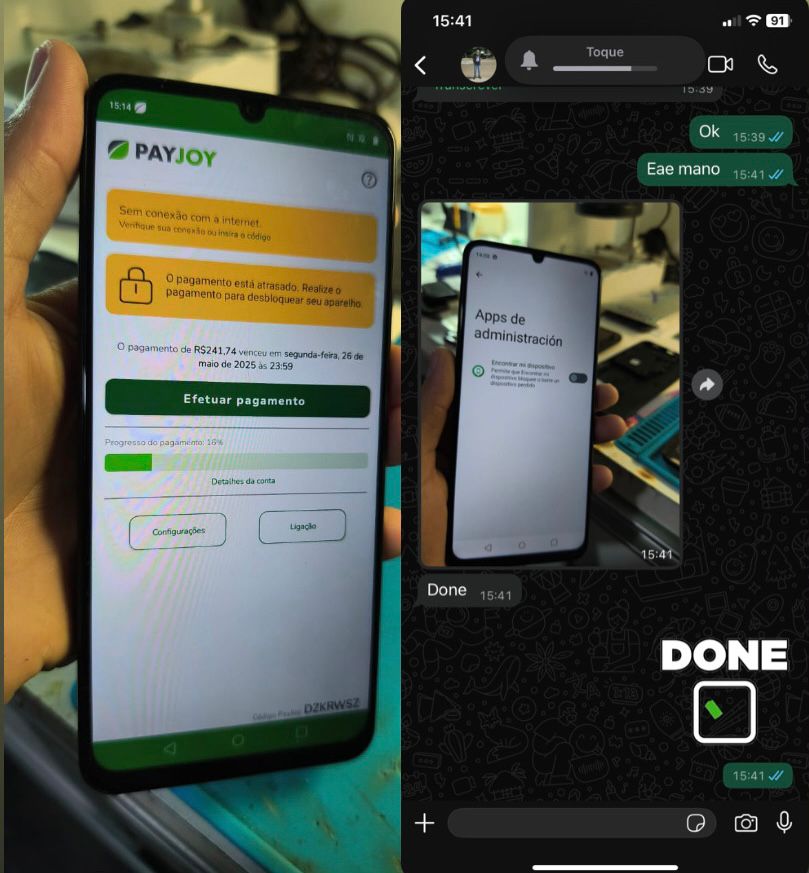 15:14
PAYJOY
?
Sem conexão com a internet.
Verifique sua conexão ou insira o código
O pagamento está atrasado. Realize o
pagamento para desbloquear seu aparelho.
O pagamento de R$241,74 venceu em segunda-feira, 26 de
maio de 2025 às 23:59
Efetuar pagamento
Progresso do pagamento: 16%
Detalhes da conta
Configurações
Ligação
Código PayJoy DZKRWSZ
15:41
91
Toque
Transcrever
15:39
Ok
15:39
Eae mano
15:41
Apps de
administración
Encontrar mi dispositivo
Permite que Encontrar mi
dispositivo bloquee o borre un
dispositivo perdido
15:41
Done
15:41
DONE
15:41